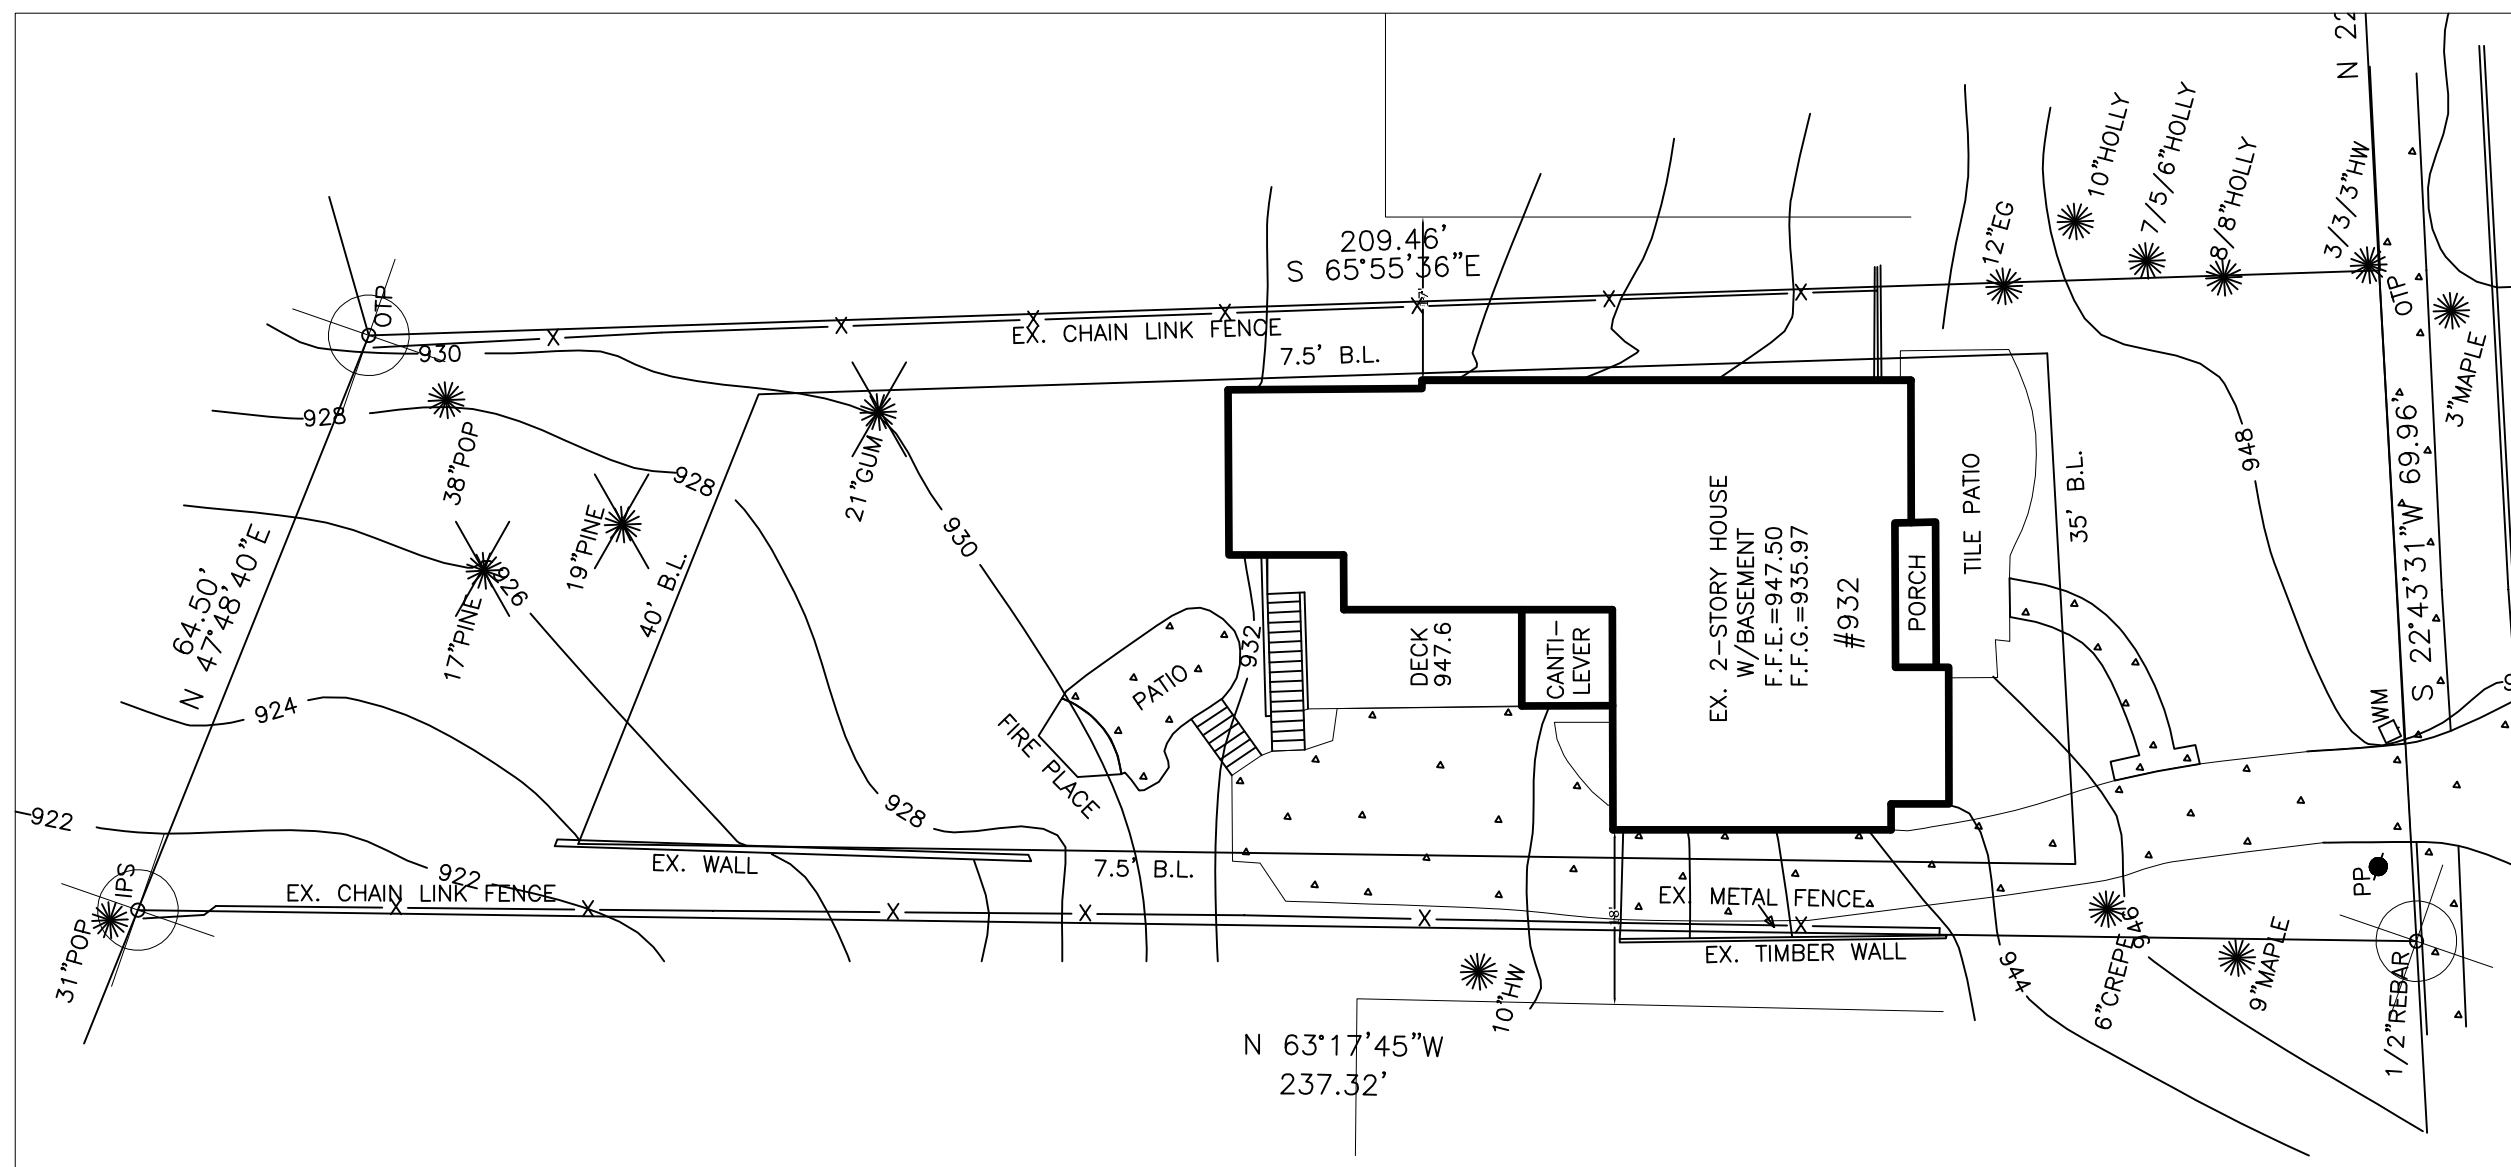 N 22
10"HOLLY
7/5/6"HOLLY
8/8"HOLLY
3/3/3"HW
12"EG
209.46'
S 65°55'36"E
17'
OTP
OTP
EX. CHAIN LINK FENCE
7.5' B.L.
930
928
38"POP
928
21"GUM
19"PINE
17"PINE
926
930
40' B.L.
64.50'
N 47°48'40"E
924
922
922
IPS
31"POP
EX. CHAIN LINK FENCE
EX. WALL
928
7.5' B.L.
PATIO
FIRE PLACE
932
DECK
947.6
CANTI-
LEVER
EX. 2-STORY HOUSE
W/BASEMENT
F.F.E.=947.50
F.F.G.=935.97
#932
PORCH
TILE PATIO
35' B.L.
948
3"MAPLE
S 22°43'31"W 69.96'
WM
9
PP
EX. METAL FENCE
18'
EX. TIMBER WALL
10"HW
944
946
6"CREPE
9"MAPLE
1/2"REBAR
N 63°17'45"W
237.32'